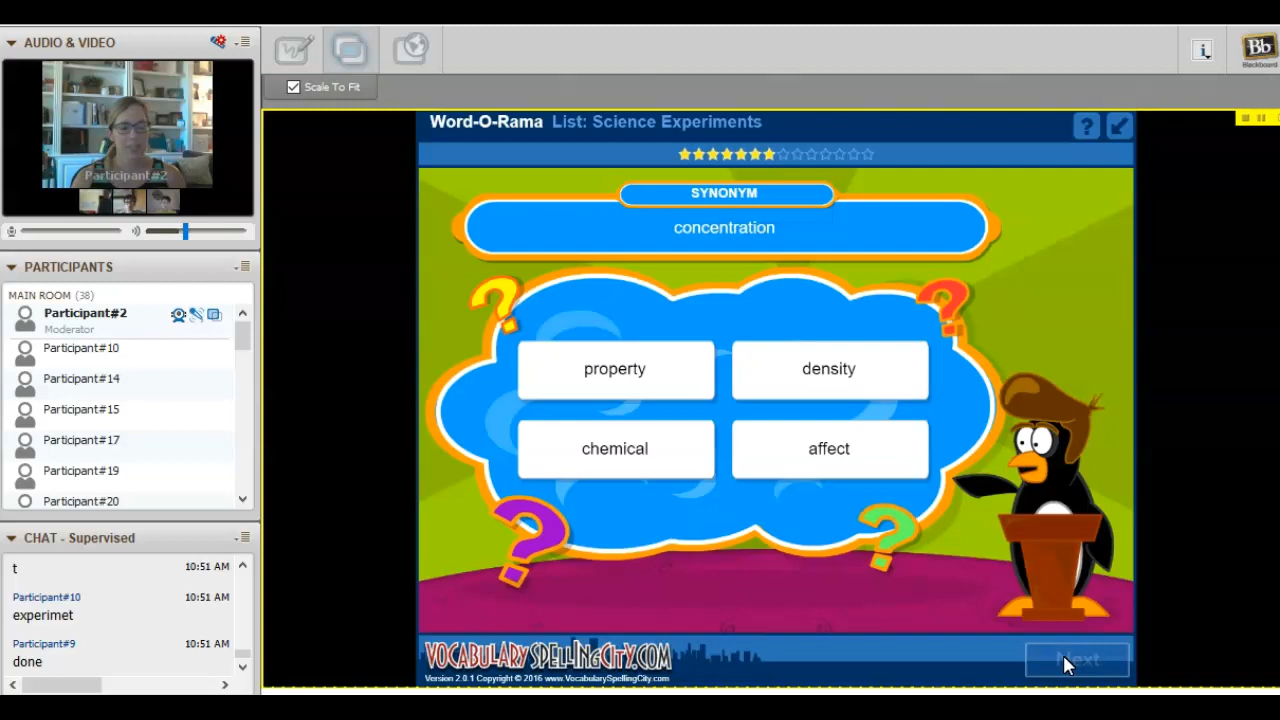 AUDIO & VIDEO
Participant#2
PARTICIPANTS
MAIN ROOM (38)
Participant#2
Moderator
Participant#10
Participant#14
Participant#15
Participant#17
Participant#19
Participant#20
CHAT - Supervised
t 10:51 AM
Participant#10 10:51 AM
experimet
Participant#9 10:51 AM
done
Scale To Fit
i
Bb
Blackboard
Word-O-Rama List: Science Experiments
?
SYNONYM
concentration
? ?
property density
chemical affect
? ?
VOCABULARYSPELLINGCITY.COM
Version 2.0.1 Copyright © 2016 www.VocabularySpellingCity.com
Next